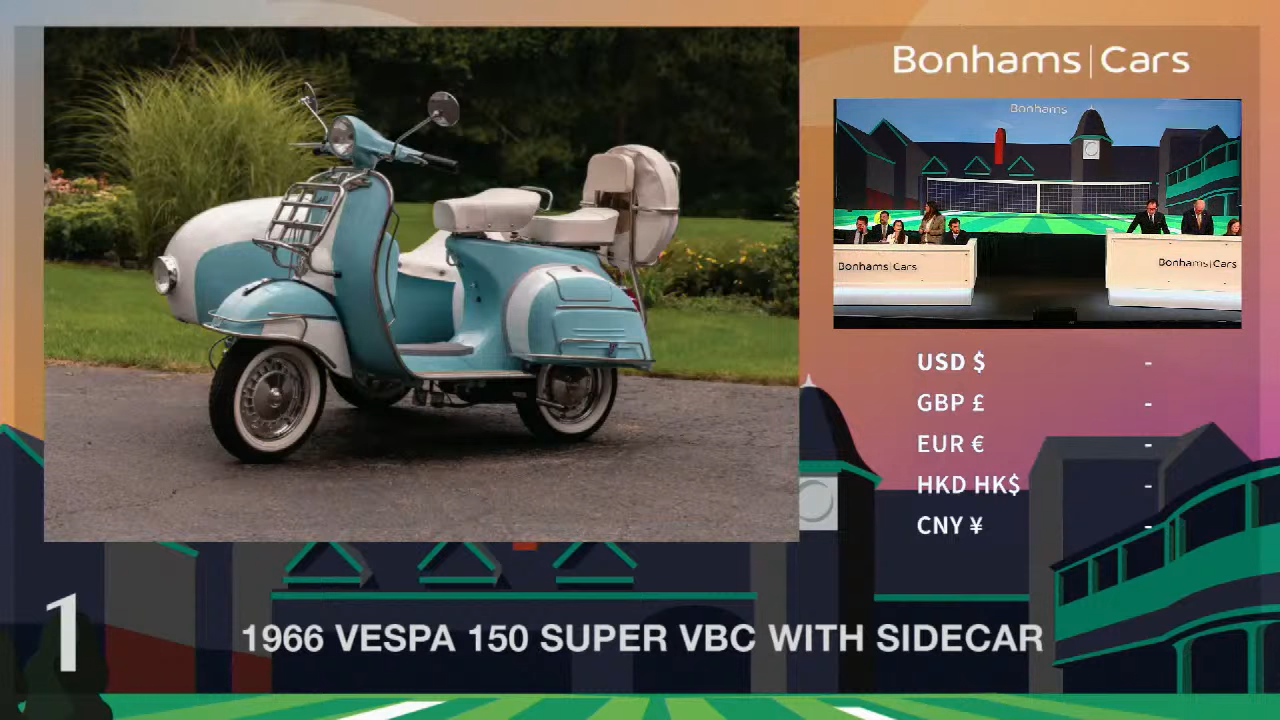 Bonhams|Cars
Bonhams
Bonhams|Cars
Bonhams|Cars
USD $ -
GBP £ -
EUR € -
HKD HK$ -
CNY ¥ -
1
1966 VESPA 150 SUPER VBC WITH SIDECAR